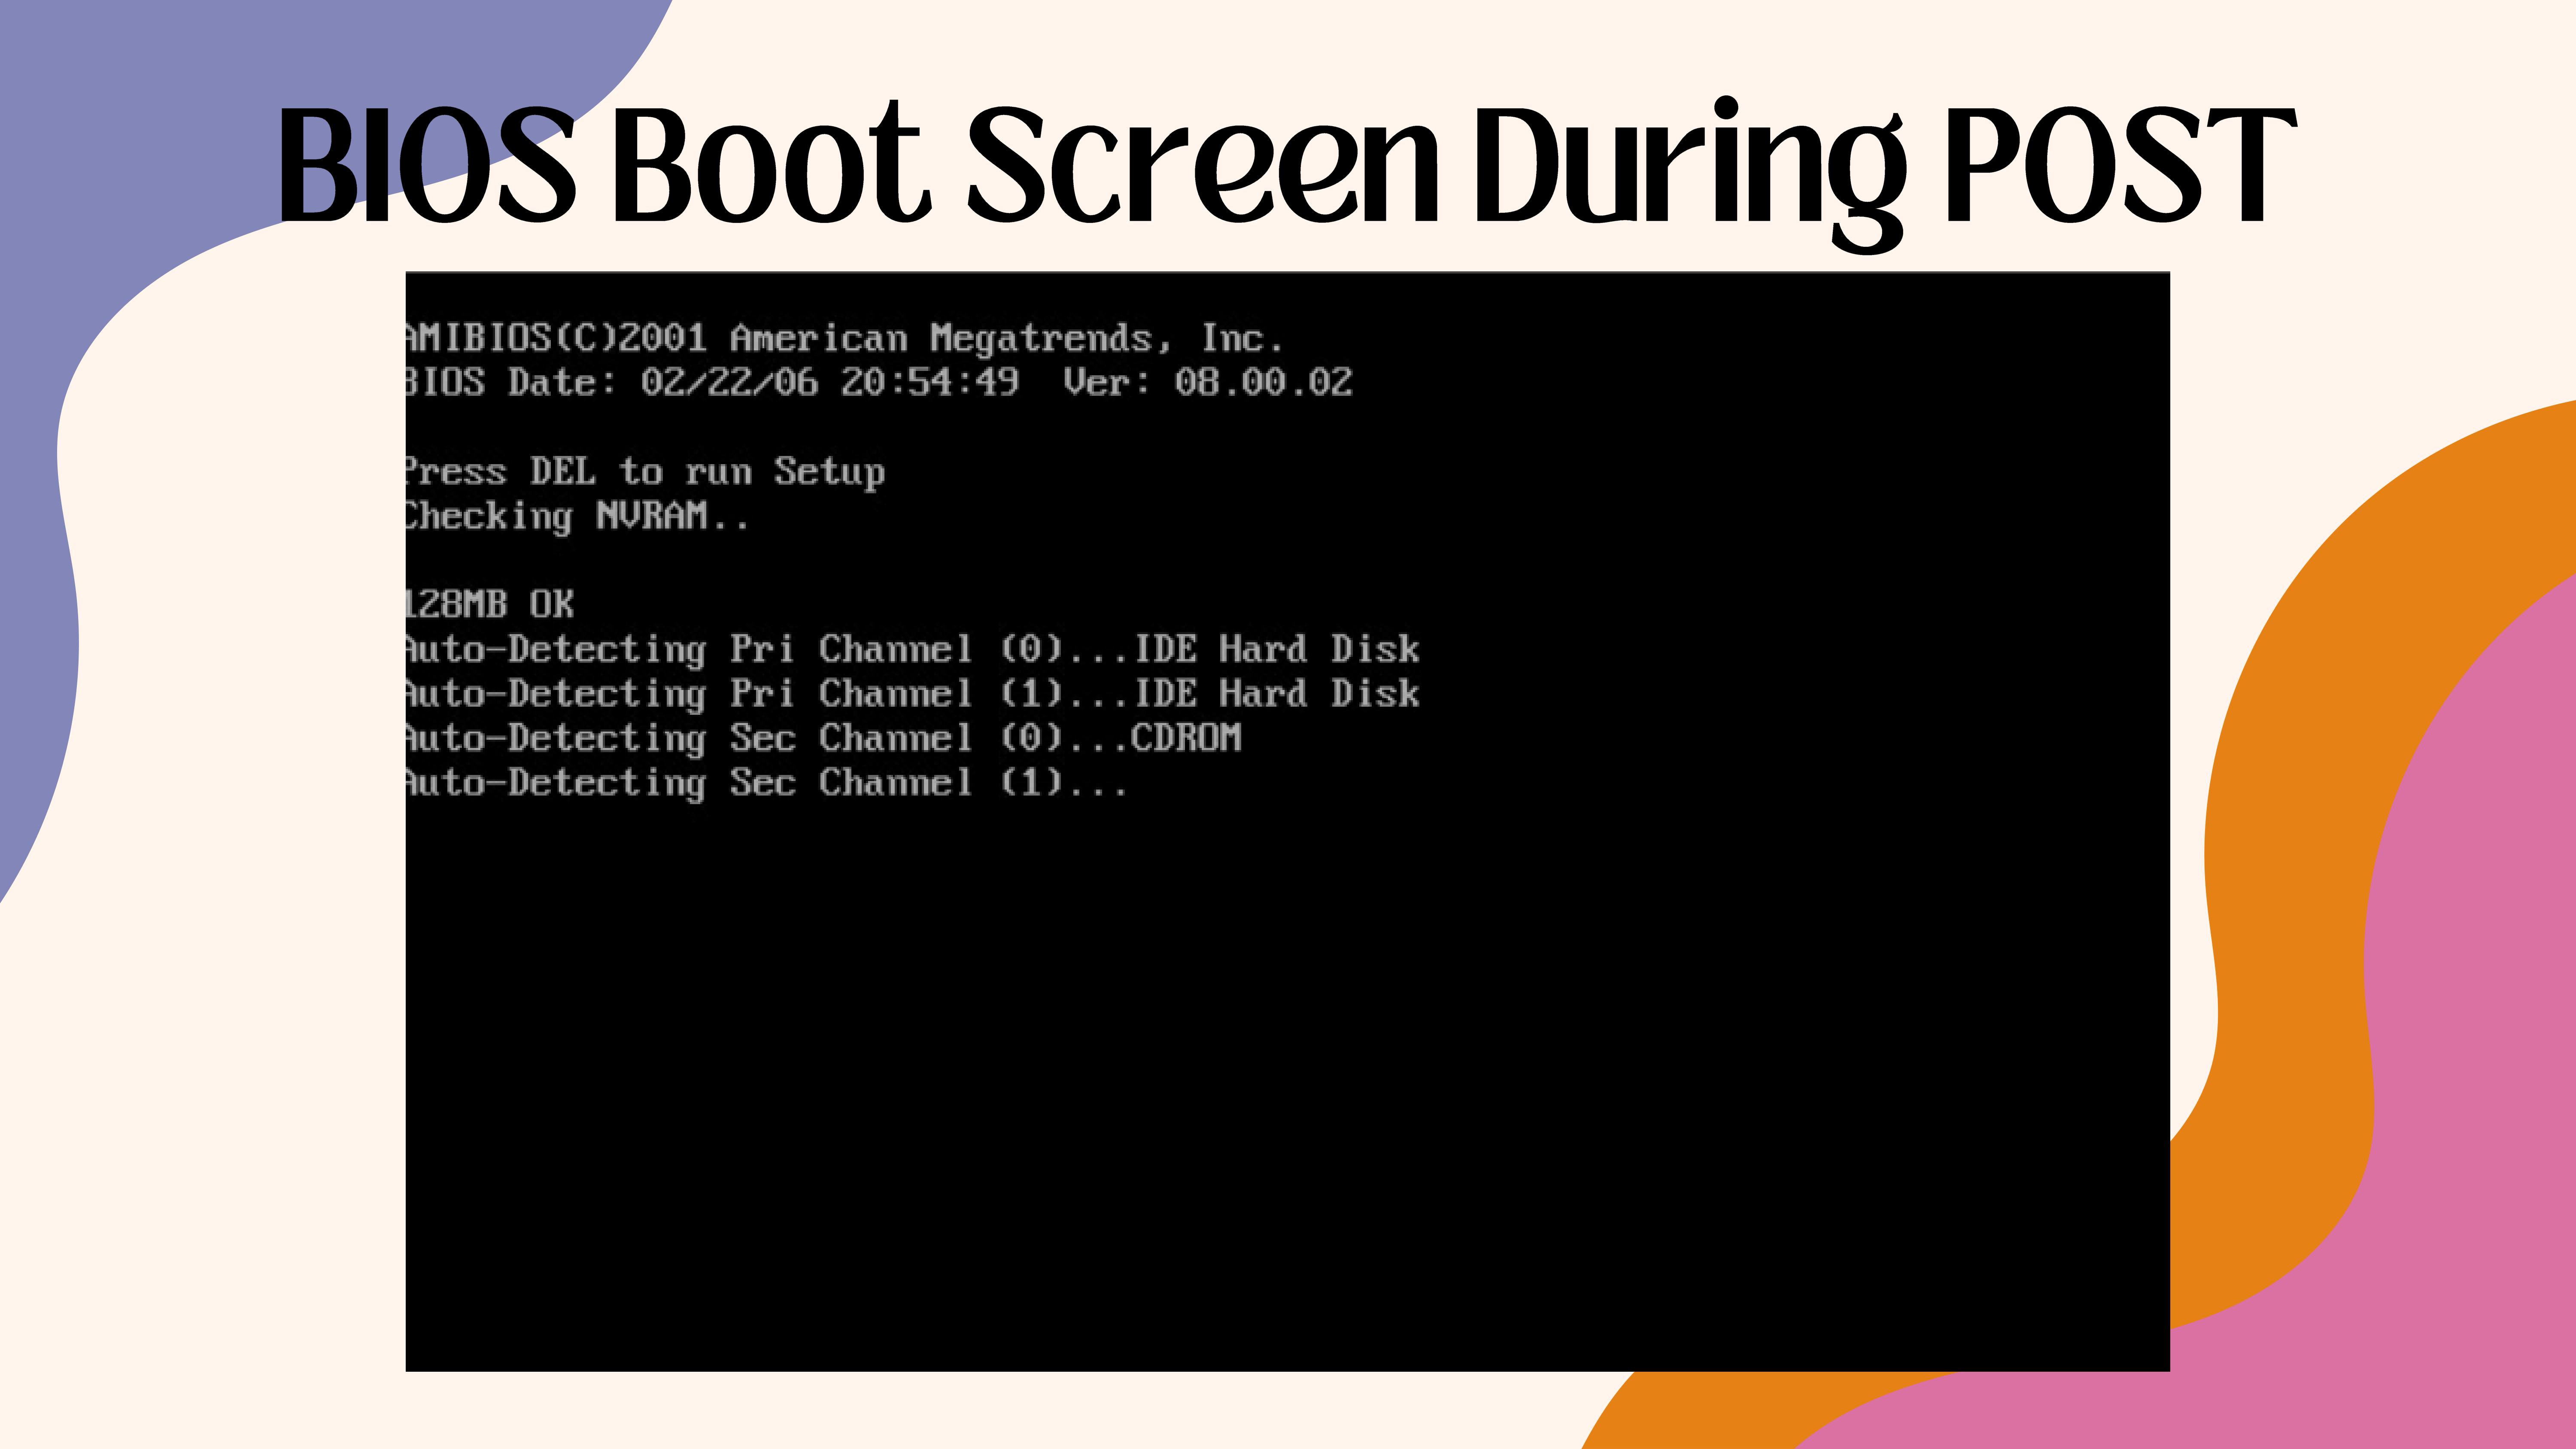 BIOS Boot Screen During POST
AMIBIOS(C)2001 American Megatrends, Inc.
BIOS Date: 02/22/06 20:54:49  Ver: 08.00.02
Press DEL to run Setup
Checking NVRAM..
128MB OK
Auto-Detecting Pri Channel (0)...IDE Hard Disk
Auto-Detecting Pri Channel (1)...IDE Hard Disk
Auto-Detecting Sec Channel (0)...CDROM
Auto-Detecting Sec Channel (1)...